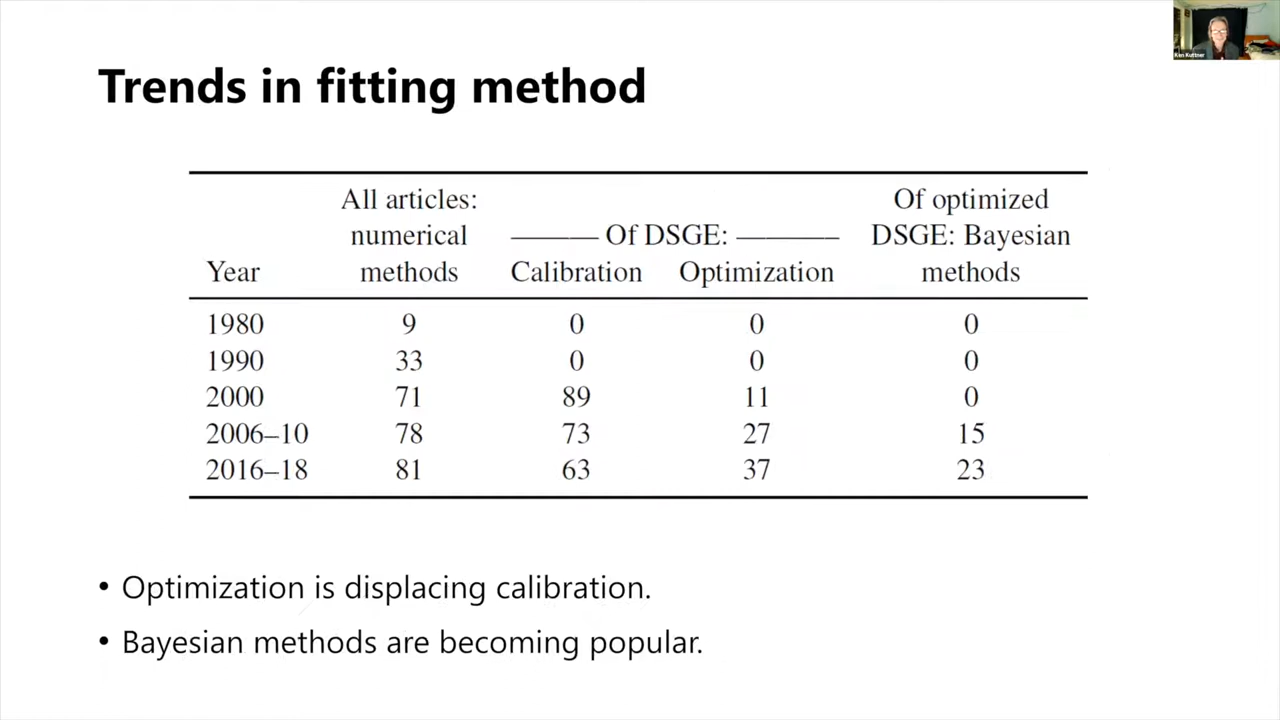 Ken Kuttner
Trends in fitting method
All articles: Of optimized
numerical ——— Of DSGE: ——— DSGE: Bayesian
Year methods Calibration Optimization methods
1980 9 0 0 0
1990 33 0 0 0
2000 71 89 11 0
2006–10 78 73 27 15
2016–18 81 63 37 23
• Optimization is displacing calibration.
• Bayesian methods are becoming popular.